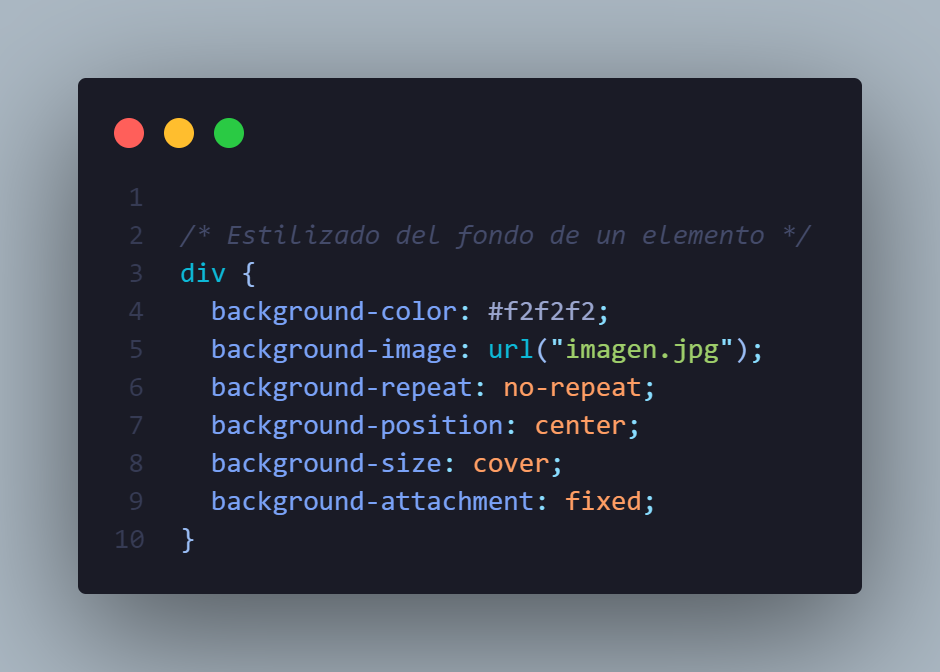 1
2 /* Estilizado del fondo de un elemento */
3 div {
4 background-color: #f2f2f2;
5 background-image: url("imagen.jpg");
6 background-repeat: no-repeat;
7 background-position: center;
8 background-size: cover;
9 background-attachment: fixed;
10 }